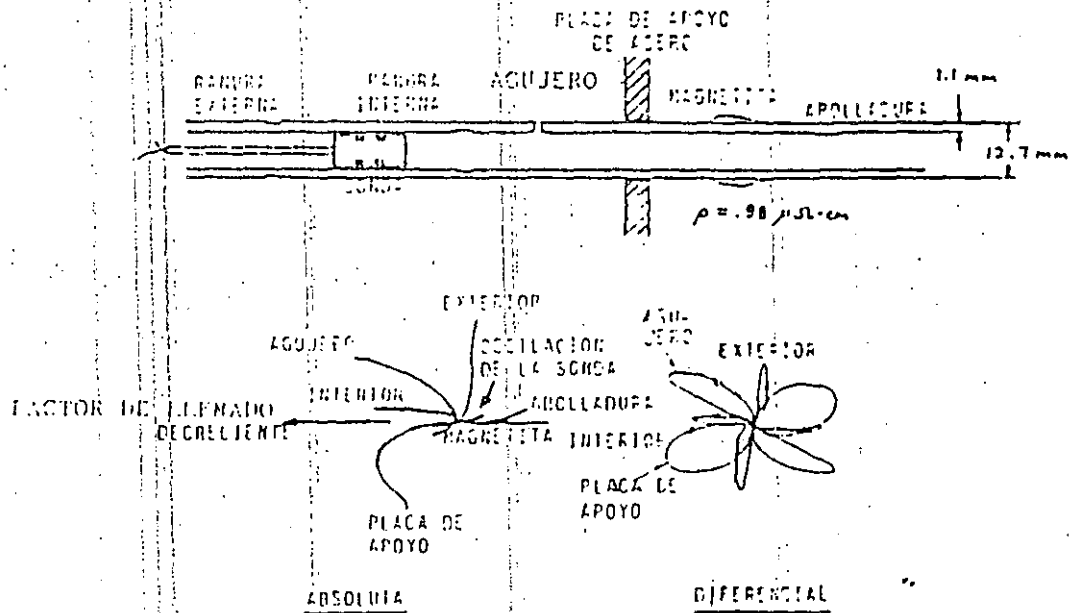 PLACA DE APOYO
DE ACERO
RANURA
EXTERNA
RANURA
INTERNA
AGUJERO
MAGNETITA
ABOLLADURA
1.1 mm
12.7 mm
SONDA
ρ = .98 μΩ-cm
EXTERIOR
AGUJERO
OSCILACION
DE LA SONDA
INTERIOR
ABOLLADURA
FACTOR DE LLENADO
DECRECIENTE
MAGNETITA
PLACA DE
APOYO
AGU-
JERO
EXTERIOR
INTERIOR
PLACA DE
APOYO
ABSOLUTA
DIFERENCIAL